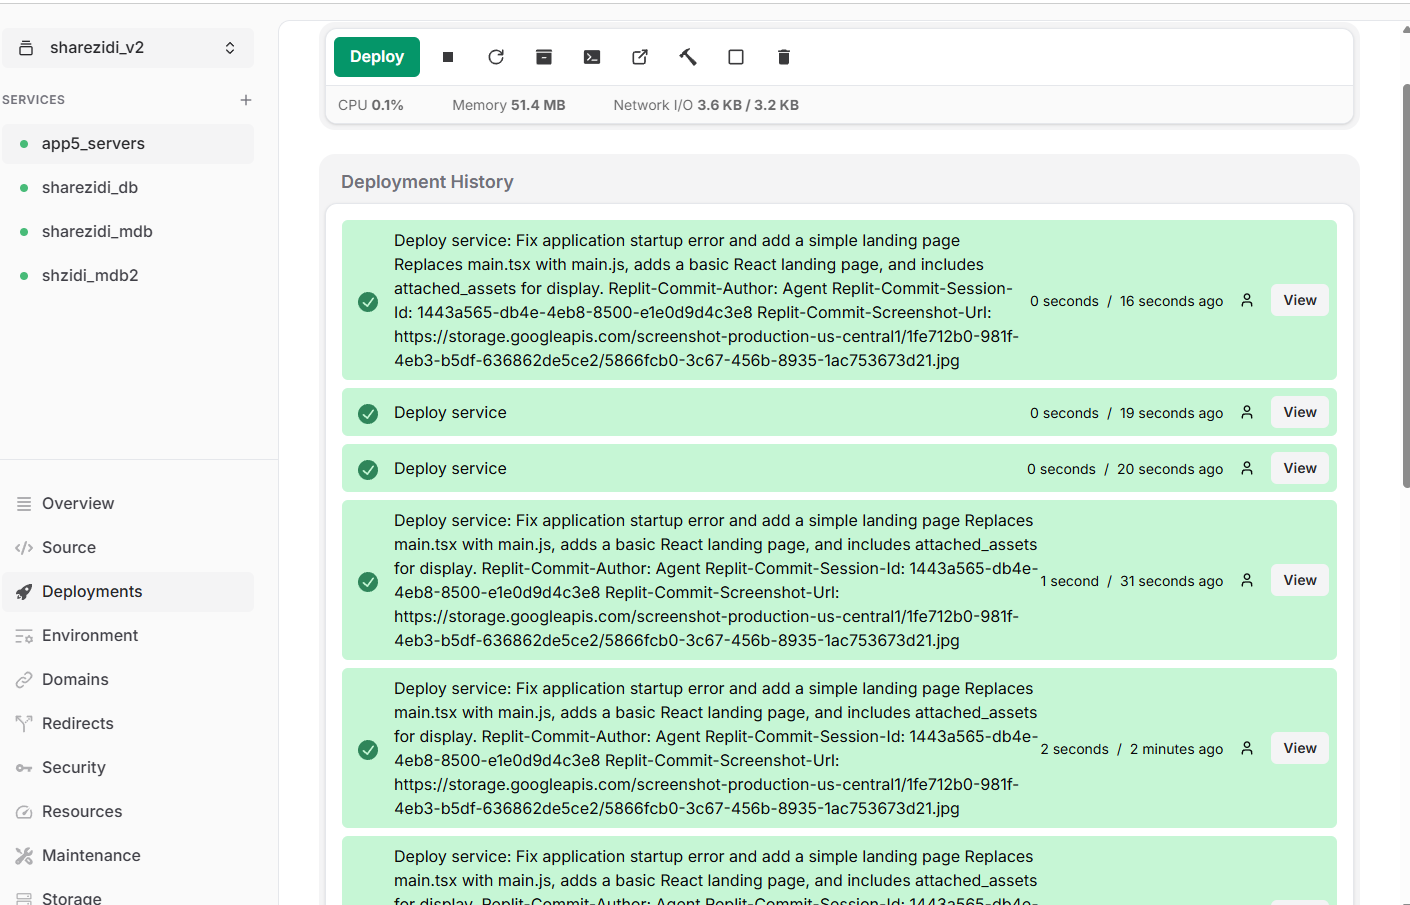 sharezidi_v2
SERVICES
app5_servers
sharezidi_db
sharezidi_mdb
shzidi_mdb2
Overview
Source
Deployments
Environment
Domains
Redirects
Security
Resources
Maintenance
Storage
Deploy
CPU 0.1%
Memory 51.4 MB
Network I/O 3.6 KB / 3.2 KB
Deployment History
Deploy service: Fix application startup error and add a simple landing page
Replaces main.tsx with main.js, adds a basic React landing page, and includes
attached_assets for display. Replit-Commit-Author: Agent Replit-Commit-Session-
Id: 1443a565-db4e-4eb8-8500-e1e0d9d4c3e8 Replit-Commit-Screenshot-Url:
https://storage.googleapis.com/screenshot-production-us-central1/1fe712b0-981f-
4eb3-b5df-636862de5ce2/5866fcb0-3c67-456b-8935-1ac753673d21.jpg
0 seconds / 16 seconds ago
View
Deploy service
0 seconds / 19 seconds ago
View
Deploy service
0 seconds / 20 seconds ago
View
Deploy service: Fix application startup error and add a simple landing page Replaces
main.tsx with main.js, adds a basic React landing page, and includes attached_assets
for display. Replit-Commit-Author: Agent Replit-Commit-Session-Id: 1443a565-db4e-
4eb8-8500-e1e0d9d4c3e8 Replit-Commit-Screenshot-Url:
https://storage.googleapis.com/screenshot-production-us-central1/1fe712b0-981f-
4eb3-b5df-636862de5ce2/5866fcb0-3c67-456b-8935-1ac753673d21.jpg
1 second / 31 seconds ago
View
Deploy service: Fix application startup error and add a simple landing page Replaces
main.tsx with main.js, adds a basic React landing page, and includes attached_assets
for display. Replit-Commit-Author: Agent Replit-Commit-Session-Id: 1443a565-db4e-
4eb8-8500-e1e0d9d4c3e8 Replit-Commit-Screenshot-Url:
https://storage.googleapis.com/screenshot-production-us-central1/1fe712b0-981f-
4eb3-b5df-636862de5ce2/5866fcb0-3c67-456b-8935-1ac753673d21.jpg
2 seconds / 2 minutes ago
View
Deploy service: Fix application startup error and add a simple landing page Replaces
main.tsx with main.js, adds a basic React landing page, and includes attached_assets
for display. Replit-Commit-Author: Agent Replit-Commit-Session-Id: 1443a565-db4e-